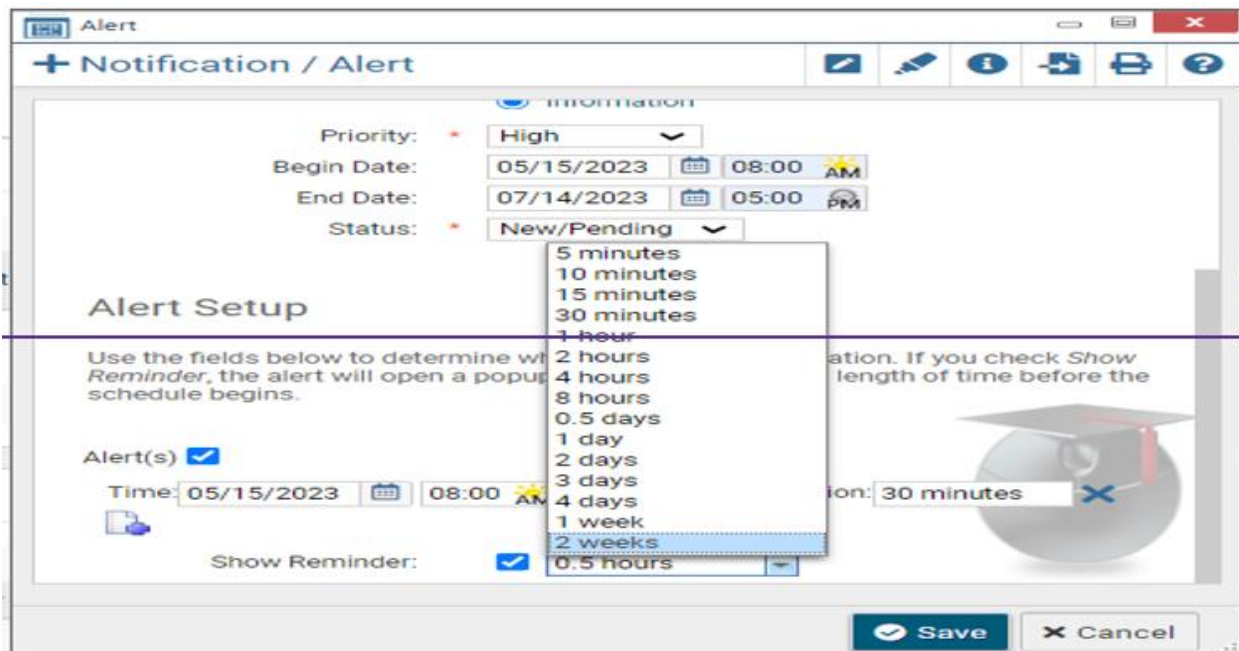 Alert
Notification / Alert
Information
Priority: * High
Begin Date: 05/15/2023 08:00 AM
End Date: 07/14/2023 05:00 PM
Status: * New/Pending
5 minutes
10 minutes
15 minutes
30 minutes
1 hour
2 hours
4 hours
8 hours
0.5 days
1 day
2 days
3 days
4 days
1 week
2 weeks
Alert Setup
Use the fields below to determine ation. If you check Show
Reminder, the alert will open a popup length of time before the
schedule begins.
Alert(s)
Time: 05/15/2023 08:00 AM ion: 30 minutes
Show Reminder: 0.5 hours
Save Cancel